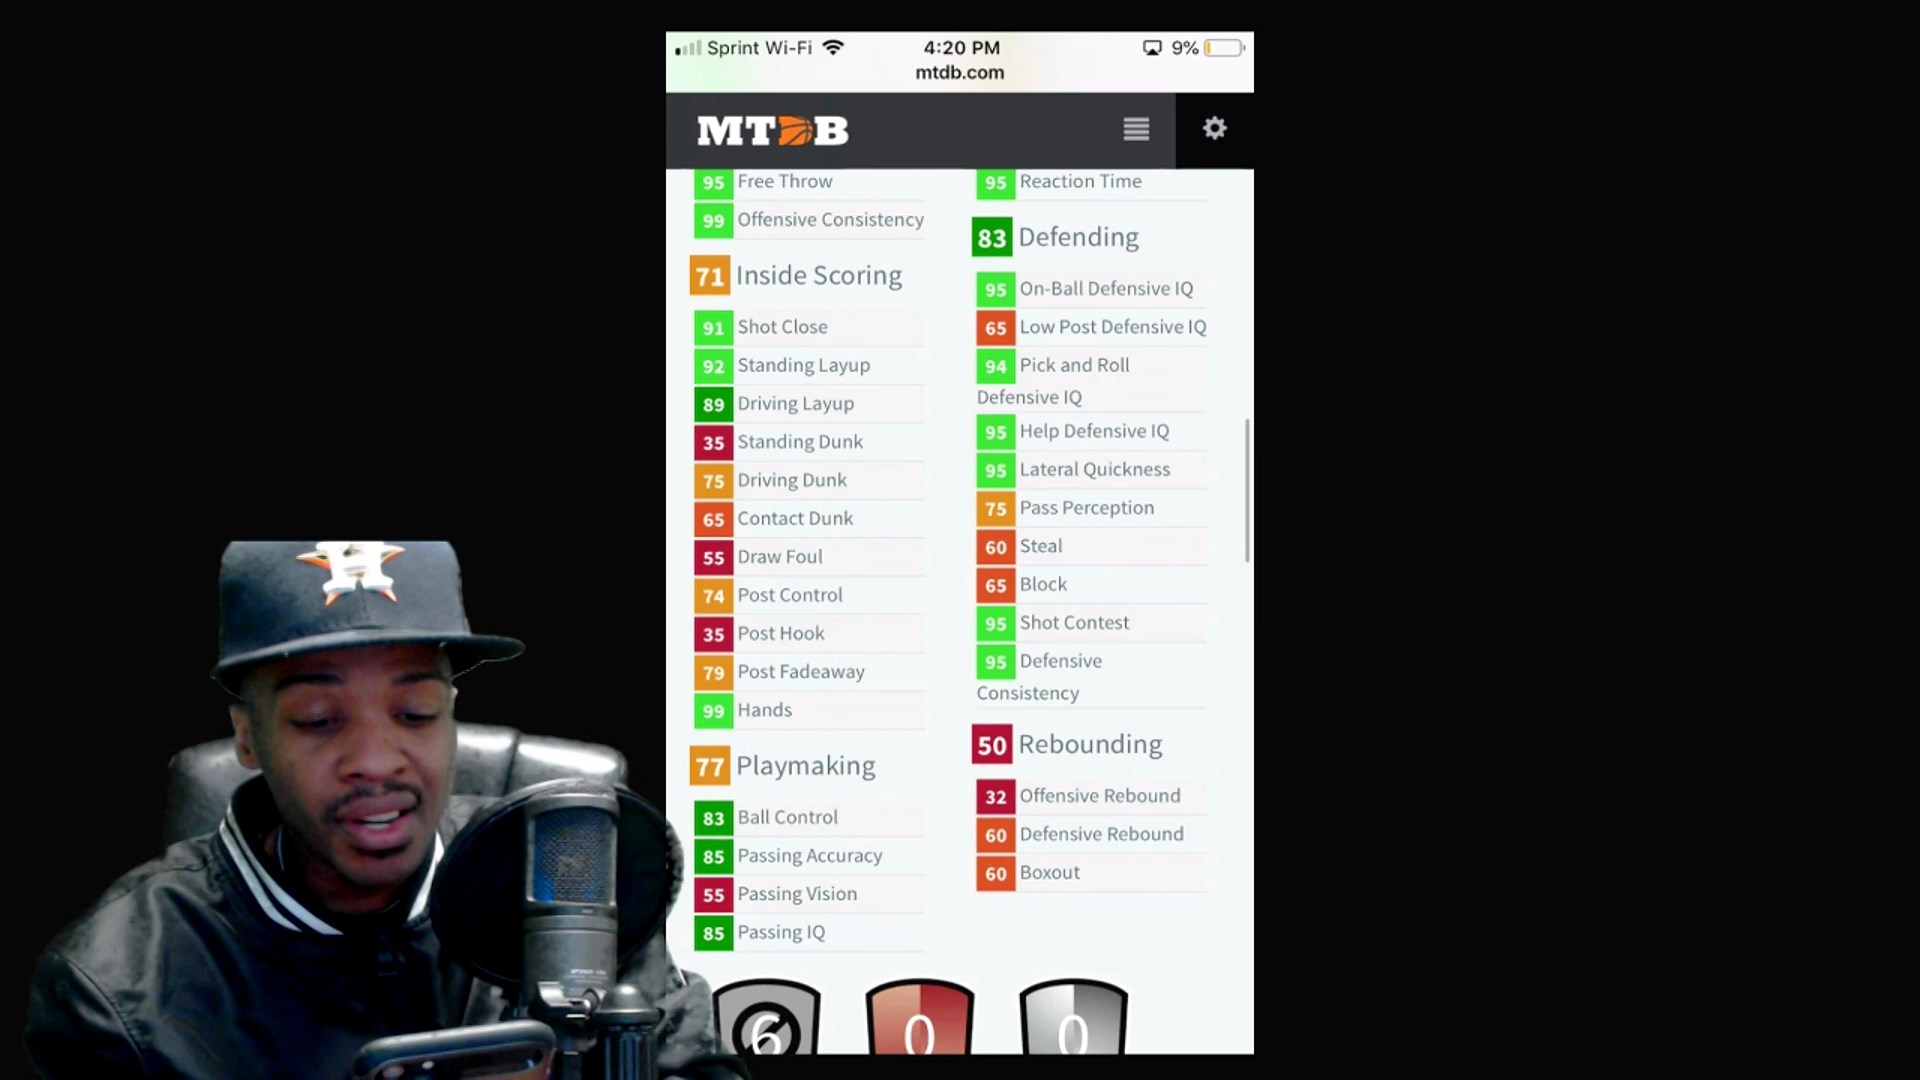 Sprint Wi-Fi
4:20 PM
9%
mtdb.com
MTDB
95 Free Throw
99 Offensive Consistency
71 Inside Scoring
91 Shot Close
92 Standing Layup
89 Driving Layup
35 Standing Dunk
75 Driving Dunk
65 Contact Dunk
55 Draw Foul
74 Post Control
35 Post Hook
79 Post Fadeaway
99 Hands
77 Playmaking
83 Ball Control
85 Passing Accuracy
55 Passing Vision
85 Passing IQ
95 Reaction Time
83 Defending
95 On-Ball Defensive IQ
65 Low Post Defensive IQ
94 Pick and Roll
Defensive IQ
95 Help Defensive IQ
95 Lateral Quickness
75 Pass Perception
60 Steal
65 Block
95 Shot Contest
95 Defensive
Consistency
50 Rebounding
32 Offensive Rebound
60 Defensive Rebound
60 Boxout
6
0
0
H